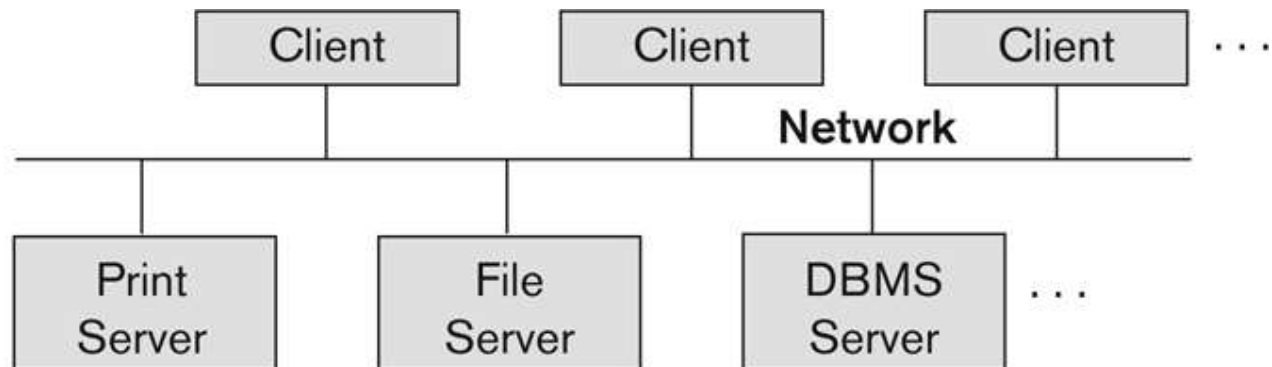 Client
Client
Client
. . .
Network
Print
Server
File
Server
DBMS
Server
. . .